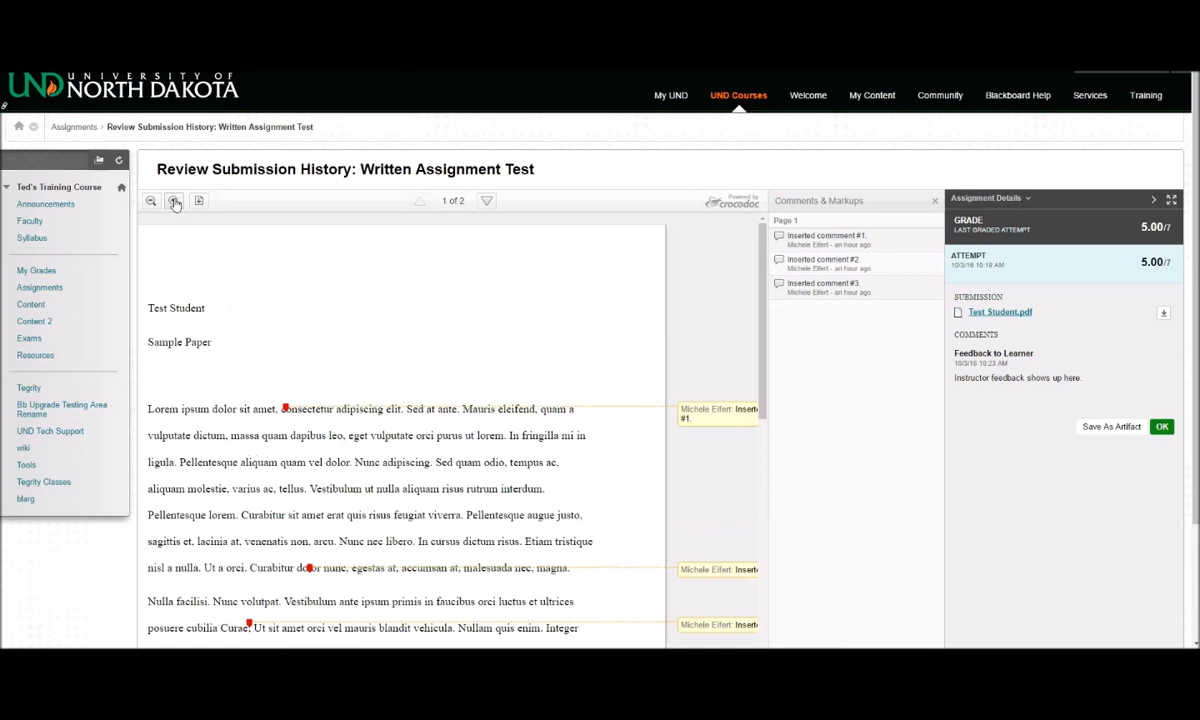 UND UNIVERSITY OF
NORTH DAKOTA
My UND
UND Courses
Welcome
My Content
Community
Blackboard Help
Services
Training
Assignments › Review Submission History: Written Assignment Test
Ted's Training Course
Announcements
Faculty
Syllabus
My Grades
Assignments
Content
Content 2
Exams
Resources
Tegrity
Bb Upgrade Testing Area
Rename
UND Tech Support
wiki
Tools
Tegrity Classes
blarg
Review Submission History: Written Assignment Test
1 of 2
Powered by
crocodoc
Test Student
Sample Paper
Lorem ipsum dolor sit amet, consectetur adipiscing elit. Sed at ante. Mauris eleifend, quam a
vulputate dictum, massa quam dapibus leo, eget vulputate orci purus ut lorem. In fringilla mi in
ligula. Pellentesque aliquam quam vel dolor. Nunc adipiscing. Sed quam odio, tempus ac,
aliquam molestie, varius ac, tellus. Vestibulum ut nulla aliquam risus rutrum interdum.
Pellentesque lorem. Curabitur sit amet erat quis risus feugiat viverra. Pellentesque augue justo,
sagittis et, lacinia at, venenatis non, arcu. Nunc nec libero. In cursus dictum risus. Etiam tristique
nisl a nulla. Ut a orci. Curabitur dolor nunc, egestas at, accumsan at, malesuada nec, magna.
Nulla facilisi. Nunc volutpat. Vestibulum ante ipsum primis in faucibus orci luctus et ultrices
posuere cubilia Curae; Ut sit amet orci vel mauris blandit vehicula. Nullam quis enim. Integer
Michele Eifert: Inserte
#1.
Michele Eifert: Inserte
Michele Eifert: Inserte
Comments & Markups
Page 1
Inserted commment #1.
Michele Eifert - an hour ago
Inserted comment #2.
Michele Eifert - an hour ago
Inserted comment #3.
Michele Eifert - an hour ago
Assignment Details
GRADE
LAST GRADED ATTEMPT
5.00/7
ATTEMPT
10/3/16 10:19 AM
5.00/7
SUBMISSION
Test Student.pdf
COMMENTS
Feedback to Learner
10/3/16 10:23 AM
Instructor feedback shows up here.
Save As Artifact
OK